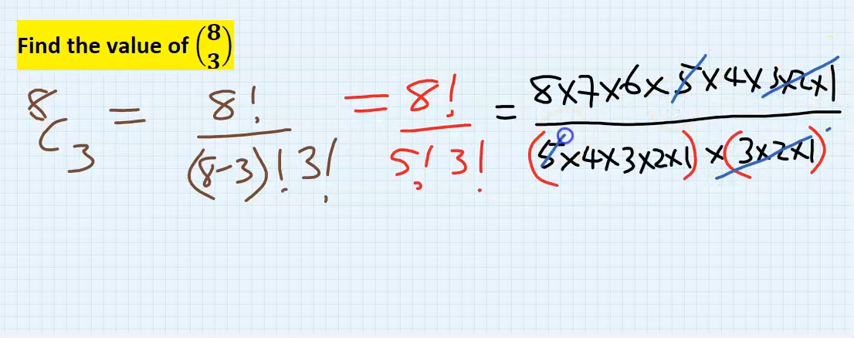 Find the value of (8 3)
8C3 = 8! / (8-3)! 3! = 8! / 5! 3! = 8×7×6×5×4×3×2×1 / (5×4×3×2×1) × (3×2×1)